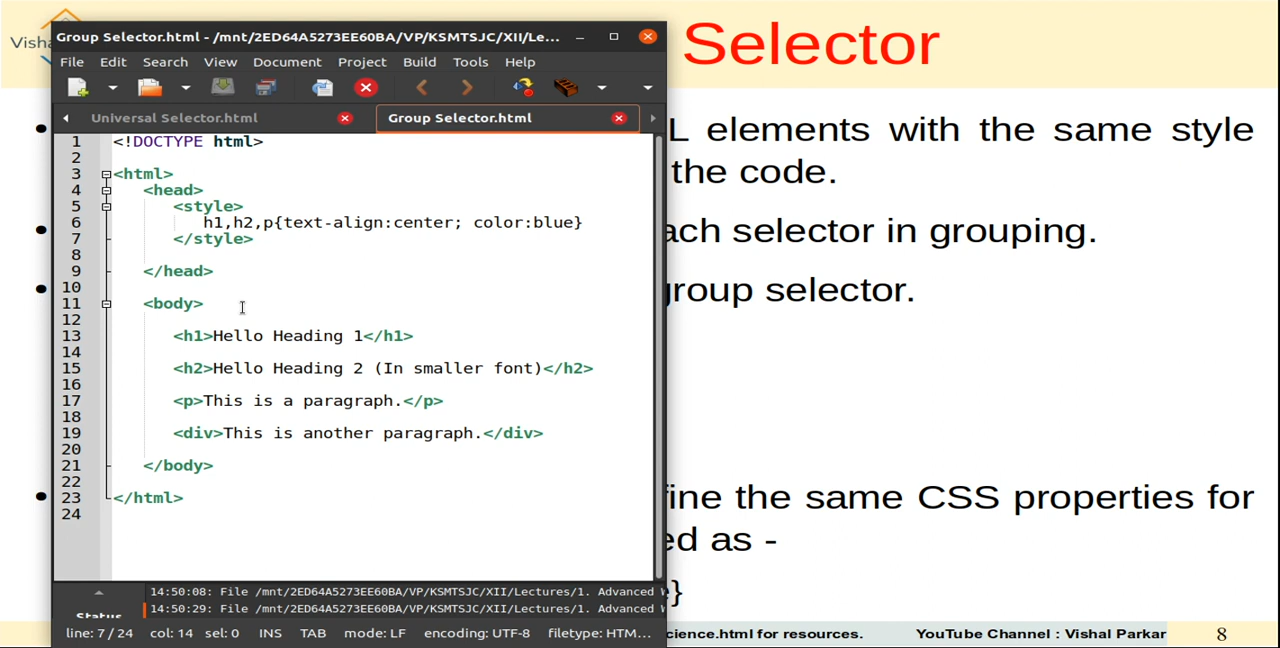 Visha
Group Selector.html - /mnt/2ED64A5273EE60BA/VP/KSMTSJC/XII/Le...
Selector
File Edit Search View Document Project Build Tools Help
Universal Selector.html Group Selector.html
1 <!DOCTYPE html>
2
3 <html>
4 <head>
5 <style>
6 h1,h2,p{text-align:center; color:blue}
7 </style>
8
9 </head>
10
11 <body>
12
13 <h1>Hello Heading 1</h1>
14
15 <h2>Hello Heading 2 (In smaller font)</h2>
16
17 <p>This is a paragraph.</p>
18
19 <div>This is another paragraph.</div>
20
21 </body>
22
23 </html>
24
L elements with the same style
the code.
ach selector in grouping.
group selector.
fine the same CSS properties for
ed as -
}
14:50:08: File /mnt/2ED64A5273EE60BA/VP/KSMTSJC/XII/Lectures/1. Advanced W
14:50:29: File /mnt/2ED64A5273EE60BA/VP/KSMTSJC/XII/Lectures/1. Advanced W
Status
line: 7 / 24 col: 14 sel: 0 INS TAB mode: LF encoding: UTF-8 filetype: HTM...
cience.html for resources. YouTube Channel : Vishal Parkar 8